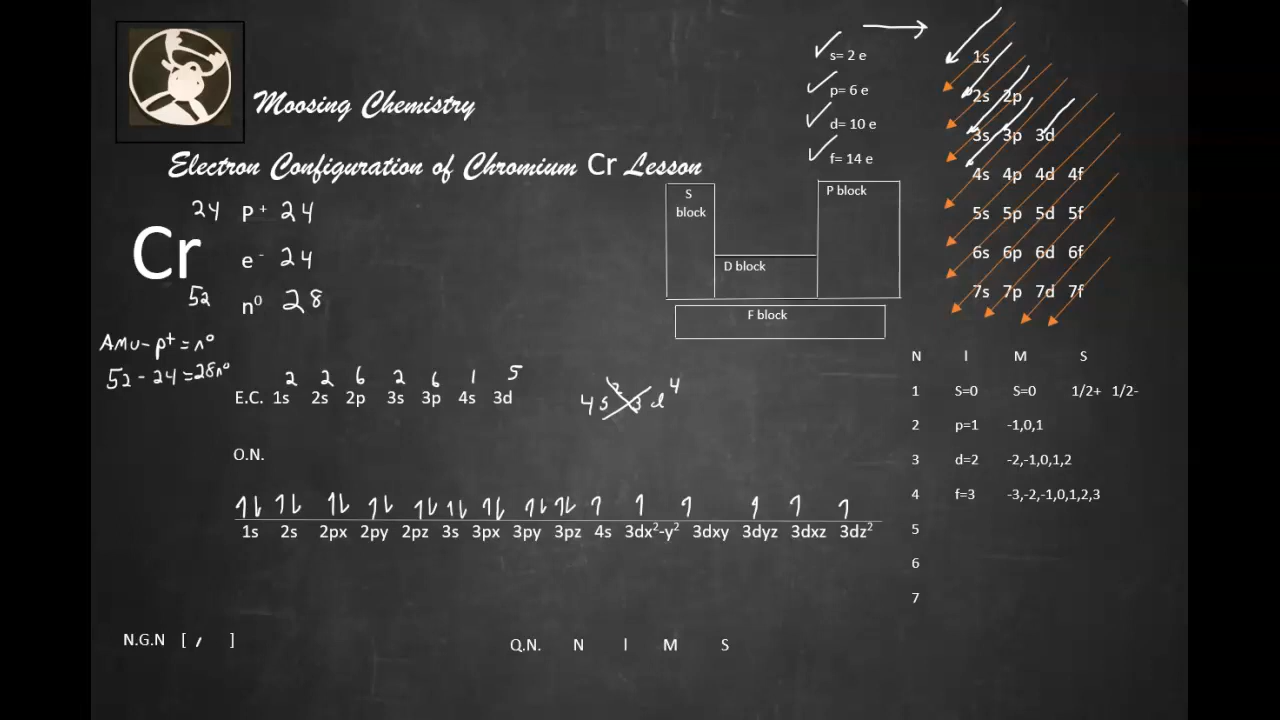 Moosing Chemistry
Electron Configuration of Chromium Cr Lesson
24 p+ 24
Cr
e- 24
52 n0 28
AMU - p+ = n0
52 - 24 = 28n0
s= 2 e
p= 6 e
d= 10 e
f= 14 e
S block
D block
P block
F block
1s
2s 2p
3s 3p 3d
4s 4p 4d 4f
5s 5p 5d 5f
6s 6p 6d 6f
7s 7p 7d 7f
2 2 6 2 6 1 5
E.C. 1s 2s 2p 3s 3p 4s 3d
4s2 3d4
O.N.
↿⇂ ↿⇂ ↿⇂ ↿⇂ ↿⇂ ↿⇂ ↿⇂ ↿⇂ ↿⇂ ↿ ↿ ↿ ↿ ↿ ↿
1s 2s 2px 2py 2pz 3s 3px 3py 3pz 4s 3dx²-y² 3dxy 3dyz 3dxz 3dz²
N l M S
1 S=0 S=0 1/2+ 1/2-
2 p=1 -1,0,1
3 d=2 -2,-1,0,1,2
4 f=3 -3,-2,-1,0,1,2,3
5
6
7
N.G.N [ ]
Q.N. N l M S